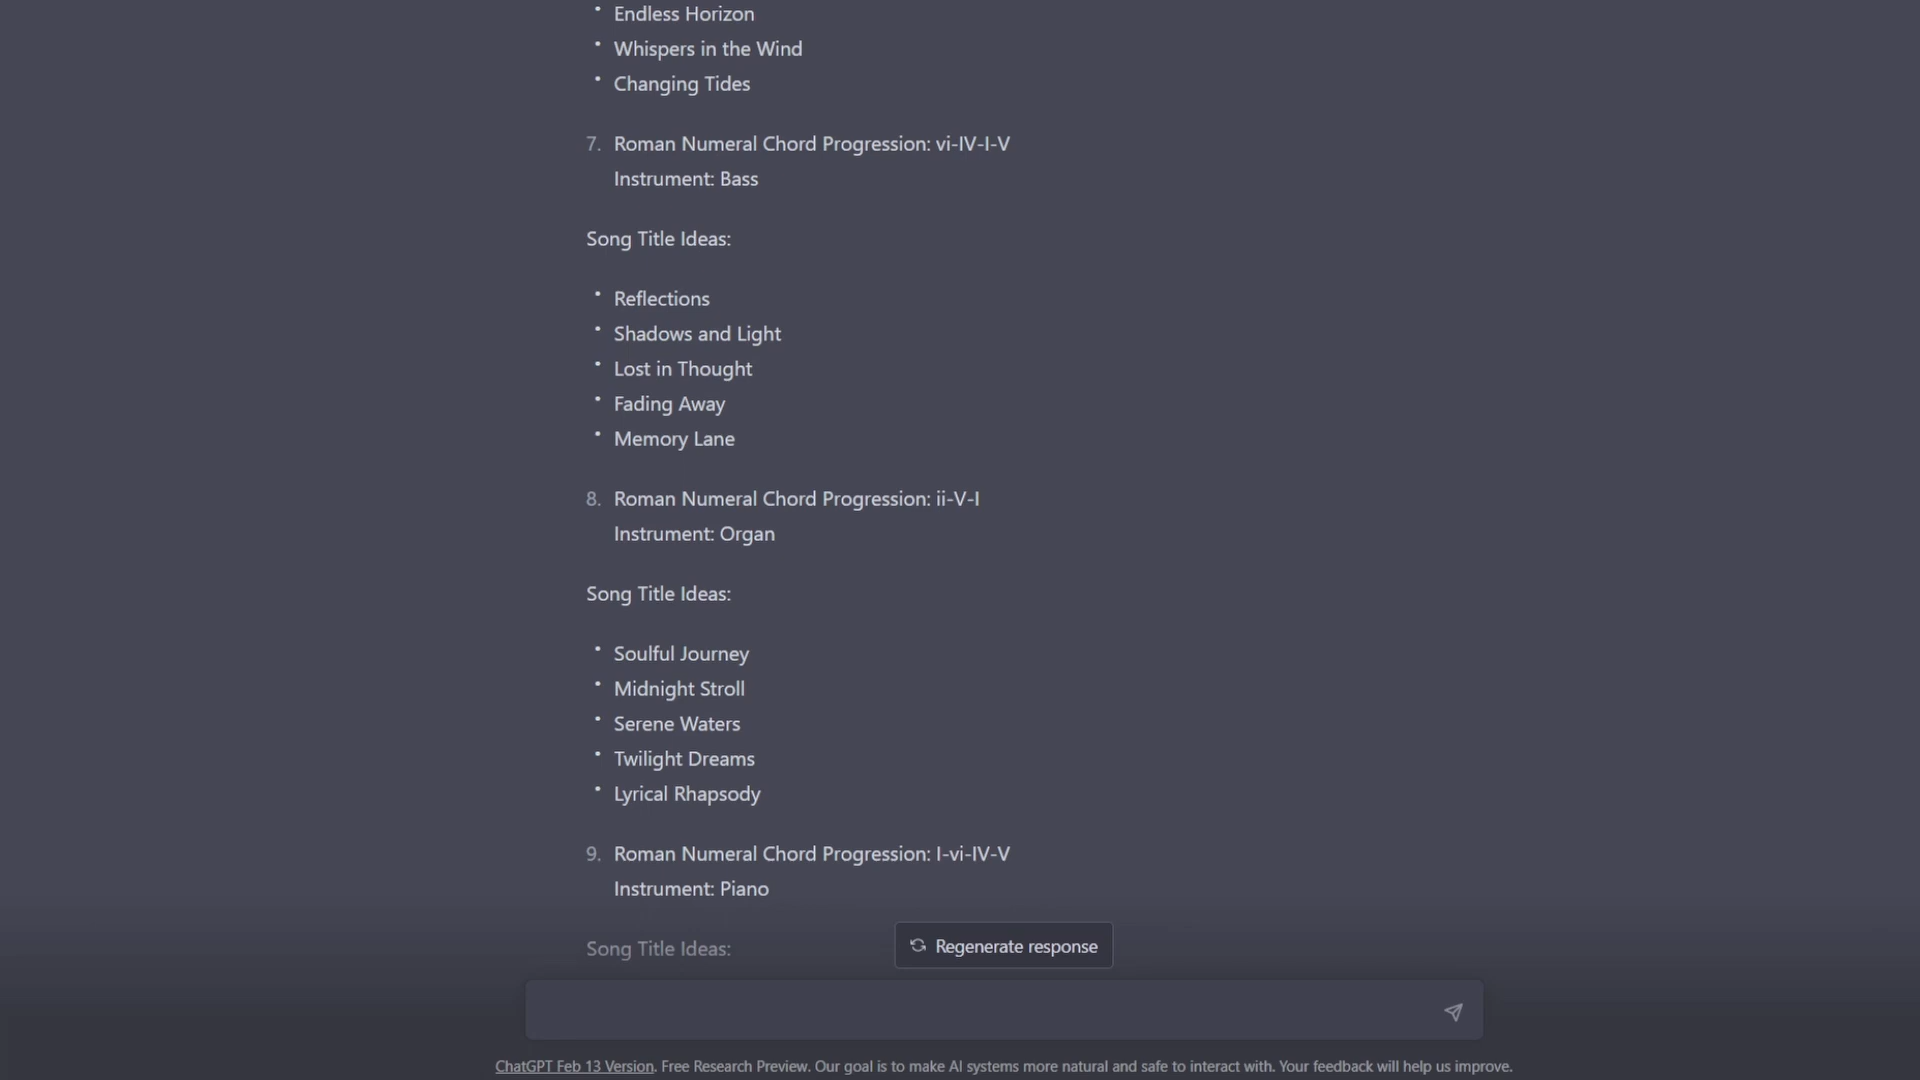 • Endless Horizon
• Whispers in the Wind
• Changing Tides
7. Roman Numeral Chord Progression: vi-IV-I-V
Instrument: Bass
Song Title Ideas:
• Reflections
• Shadows and Light
• Lost in Thought
• Fading Away
• Memory Lane
8. Roman Numeral Chord Progression: ii-V-I
Instrument: Organ
Song Title Ideas:
• Soulful Journey
• Midnight Stroll
• Serene Waters
• Twilight Dreams
• Lyrical Rhapsody
9. Roman Numeral Chord Progression: I-vi-IV-V
Instrument: Piano
Song Title Ideas:
Regenerate response
ChatGPT Feb 13 Version. Free Research Preview. Our goal is to make AI systems more natural and safe to interact with. Your feedback will help us improve.